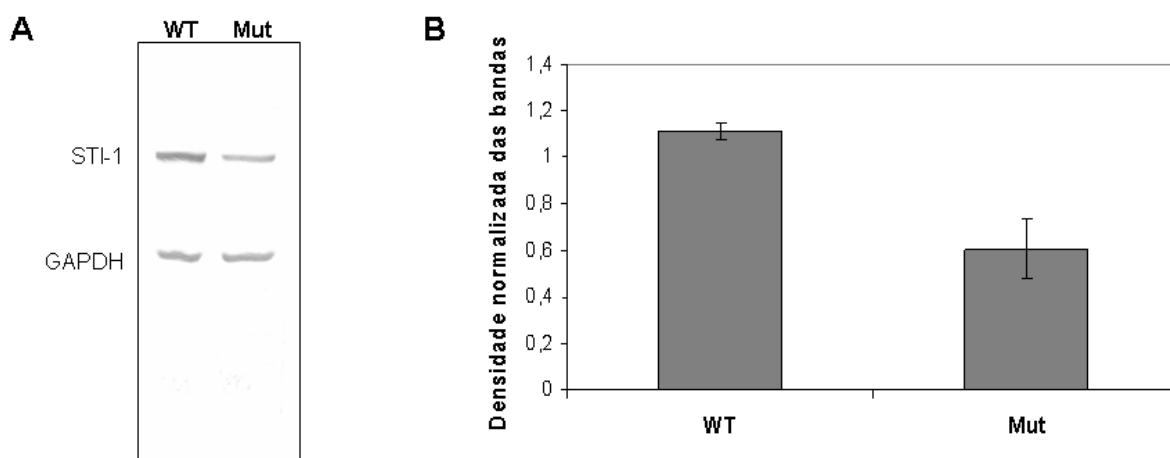 A
WT Mut
STI-1
GAPDH
B
Densidade normalizada das bandas
1,4
1,2
1
0,8
0,6
0,4
0,2
0
WT Mut